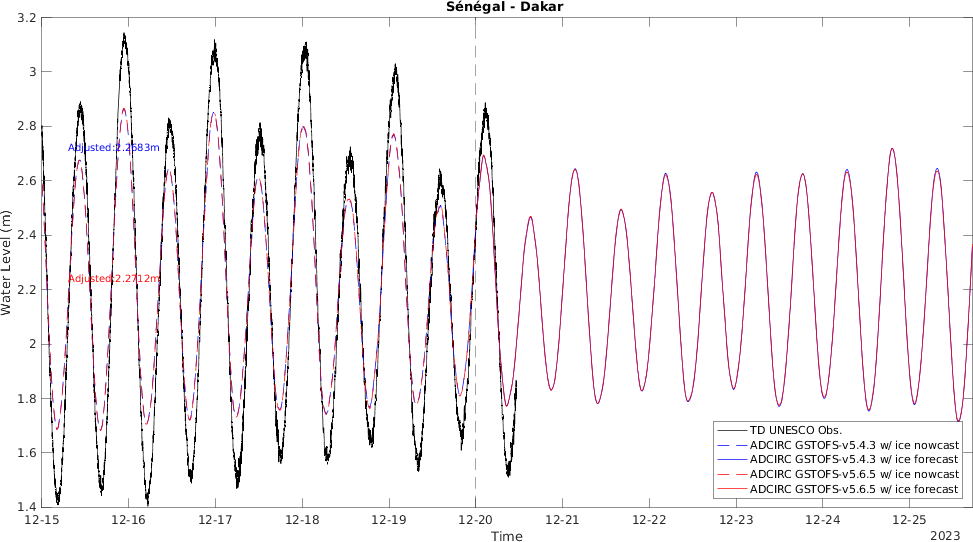 Sénégal - Dakar
3.2
3
2.8
2.6
2.4
2.2
2
1.8
1.6
1.4
Water Level (m)
Adjusted:2.2683m
Adjusted:2.2712m
TD UNESCO Obs.
ADCIRC GSTOFS-v5.4.3 w/ ice nowcast
ADCIRC GSTOFS-v5.4.3 w/ ice forecast
ADCIRC GSTOFS-v5.6.5 w/ ice nowcast
ADCIRC GSTOFS-v5.6.5 w/ ice forecast
12-15 12-16 12-17 12-18 12-19 12-20 12-21 12-22 12-23 12-24 12-25
Time
2023